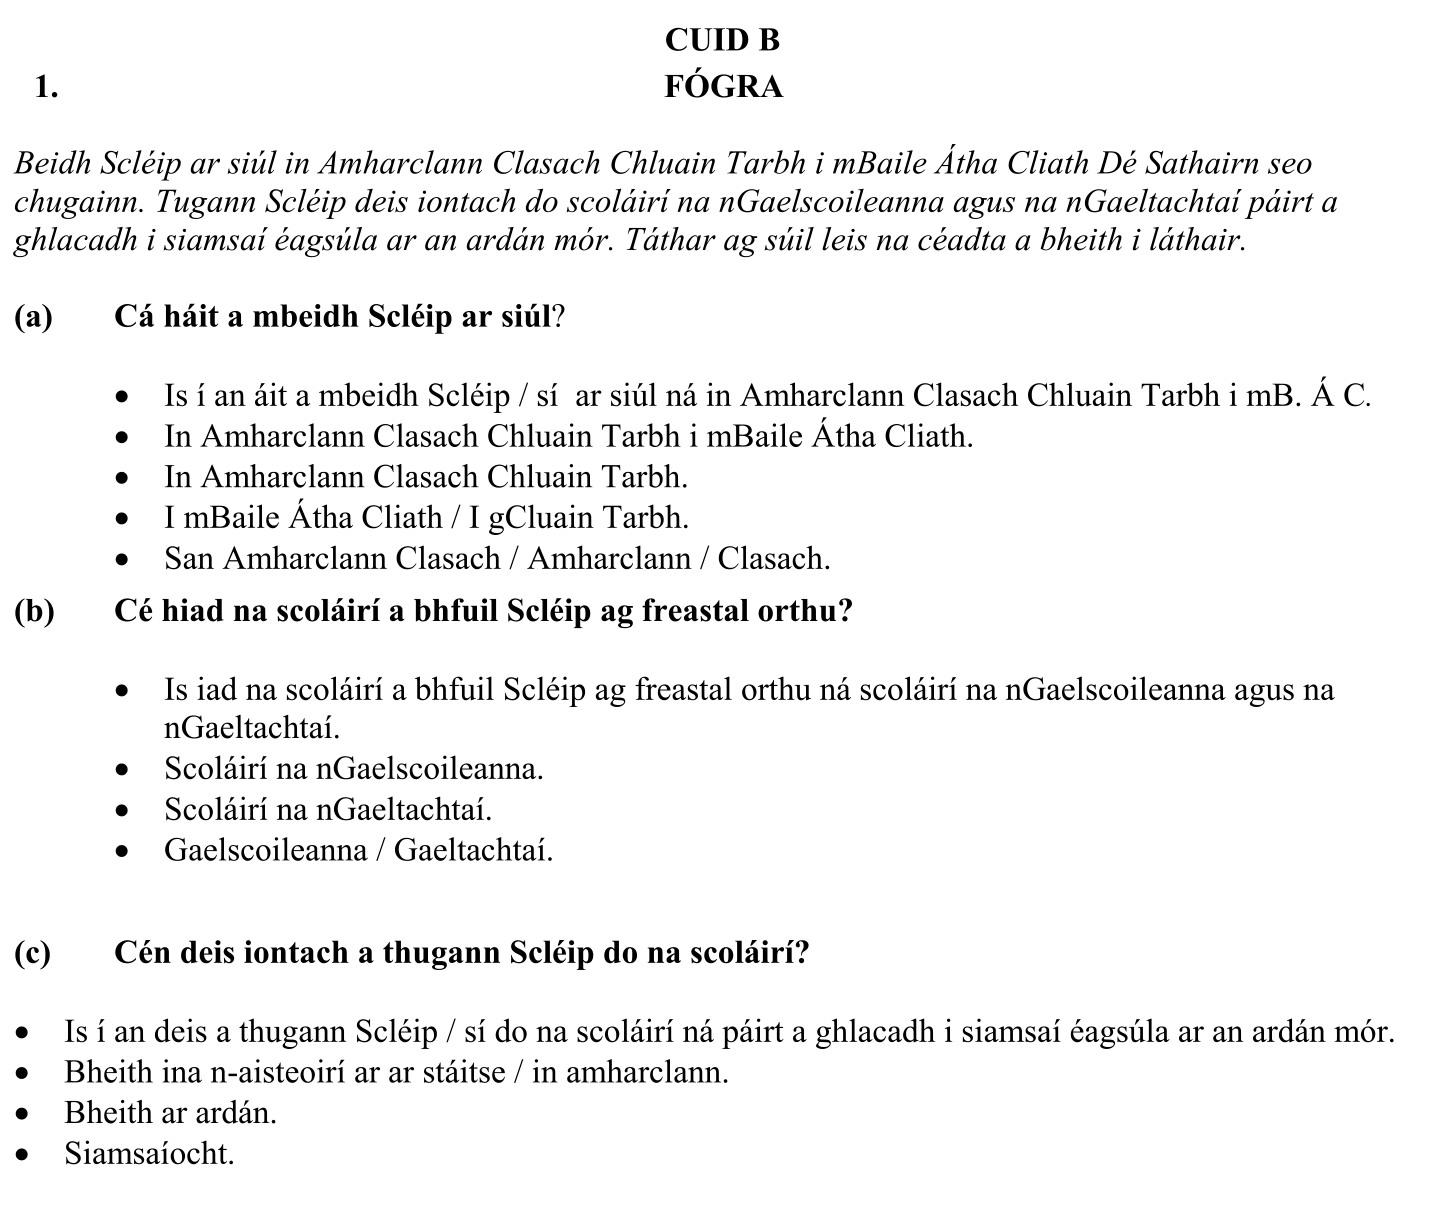 CUID B
1. FÓGRA
Beidh Scléip ar siúl in Amharclann Clasach Chluain Tarbh i mBaile Átha Cliath Dé Sathairn seo
chugainn. Tugann Scléip deis iontach do scoláirí na nGaelscoileanna agus na nGaeltachtaí páirt a
ghlacadh i siamsaí éagsúla ar an ardán mór. Táthar ag súil leis na céadta a bheith i láthair.
(a) Cá háit a mbeidh Scléip ar siúl?
• Is í an áit a mbeidh Scléip / sí ar siúl ná in Amharclann Clasach Chluain Tarbh i mB. Á C.
• In Amharclann Clasach Chluain Tarbh i mBaile Átha Cliath.
• In Amharclann Clasach Chluain Tarbh.
• I mBaile Átha Cliath / I gCluain Tarbh.
• San Amharclann Clasach / Amharclann / Clasach.
(b) Cé hiad na scoláirí a bhfuil Scléip ag freastal orthu?
• Is iad na scoláirí a bhfuil Scléip ag freastal orthu ná scoláirí na nGaelscoileanna agus na
nGaeltachtaí.
• Scoláirí na nGaelscoileanna.
• Scoláirí na nGaeltachtaí.
• Gaelscoileanna / Gaeltachtaí.
(c) Cén deis iontach a thugann Scléip do na scoláirí?
• Is í an deis a thugann Scléip / sí do na scoláirí ná páirt a ghlacadh i siamsaí éagsúla ar an ardán mór.
• Bheith ina n-aisteoirí ar ar stáitse / in amharclann.
• Bheith ar ardán.
• Siamsaíocht.